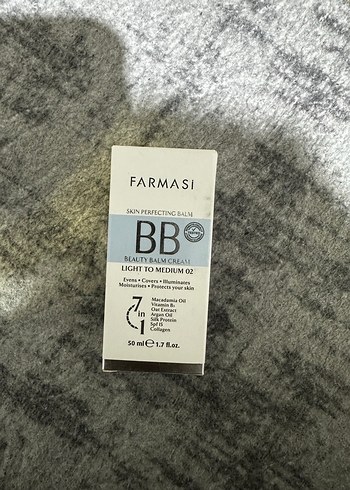 FARMASi
SKIN PERFECTING BALM
BB
BEAUTY BALM CREAM
LIGHT TO MEDIUM 02
Evens • Covers • Illuminates
Moisturises • Protects your skin
7 in 1
Macadamia Oil
Vitamin B₅
Oat Extract
Argan Oil
Silk Protein
Spf 15
Collagen
50 ml ℮ 1.7 fl.oz.